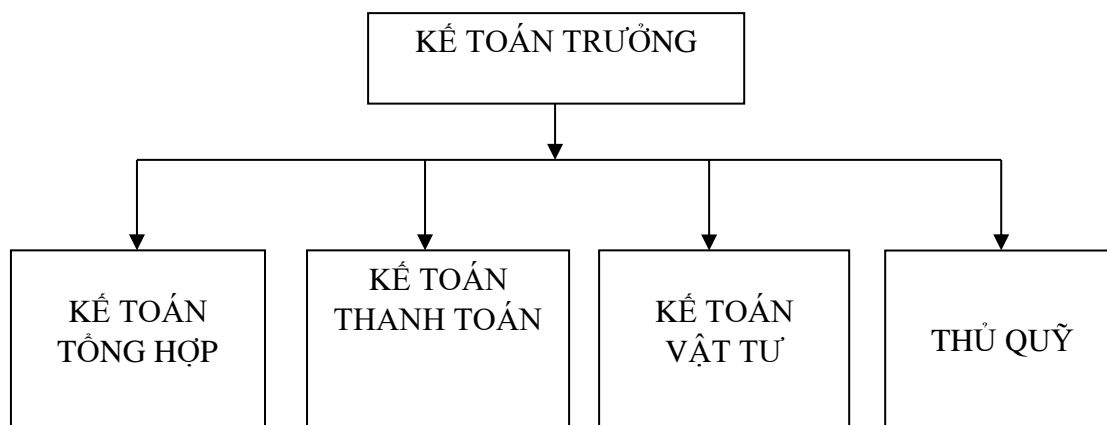 KẾ TOÁN TRƯỞNG
KẾ TOÁN
TỔNG HỢP
KẾ TOÁN
THANH TOÁN
KẾ TOÁN
VẬT TƯ
THỦ QUỸ